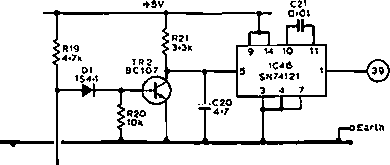 +5V
C21
0·01
R19
4·7k
R21
3·3k
9 14 10 11
TR2
BC107
D1
1S44
IC46
SN74121
5
1
39
3 4 7
C20
4·7
R20
10k
Earth